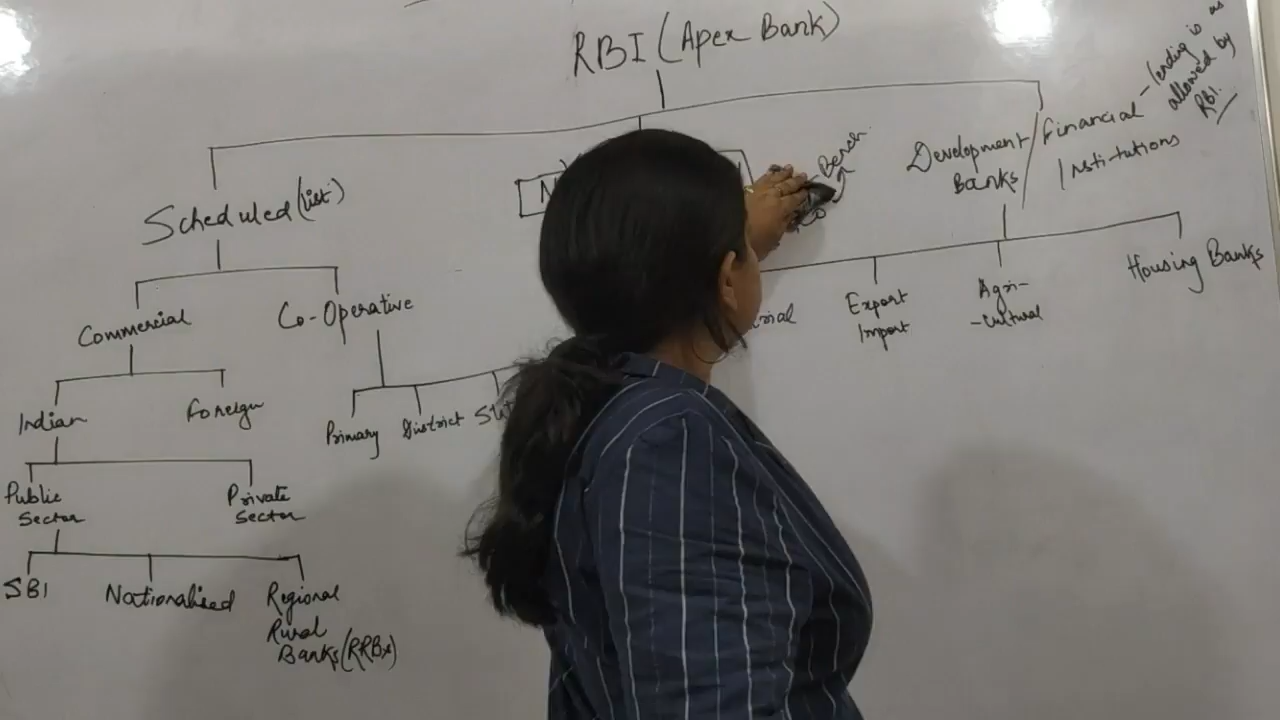 RBI (Apex Bank)
Scheduled (list)
Development Banks / Financial Institutions - lending is as allowed by RBI.
Commercial
Co-Operative
Export Import
Agri-
-cultural
Housing Banks
Indian
Foreign
Primary
District
Public Sector
Private Sector
SBI
Nationalised
Regional
Rural
Banks (RRBs)